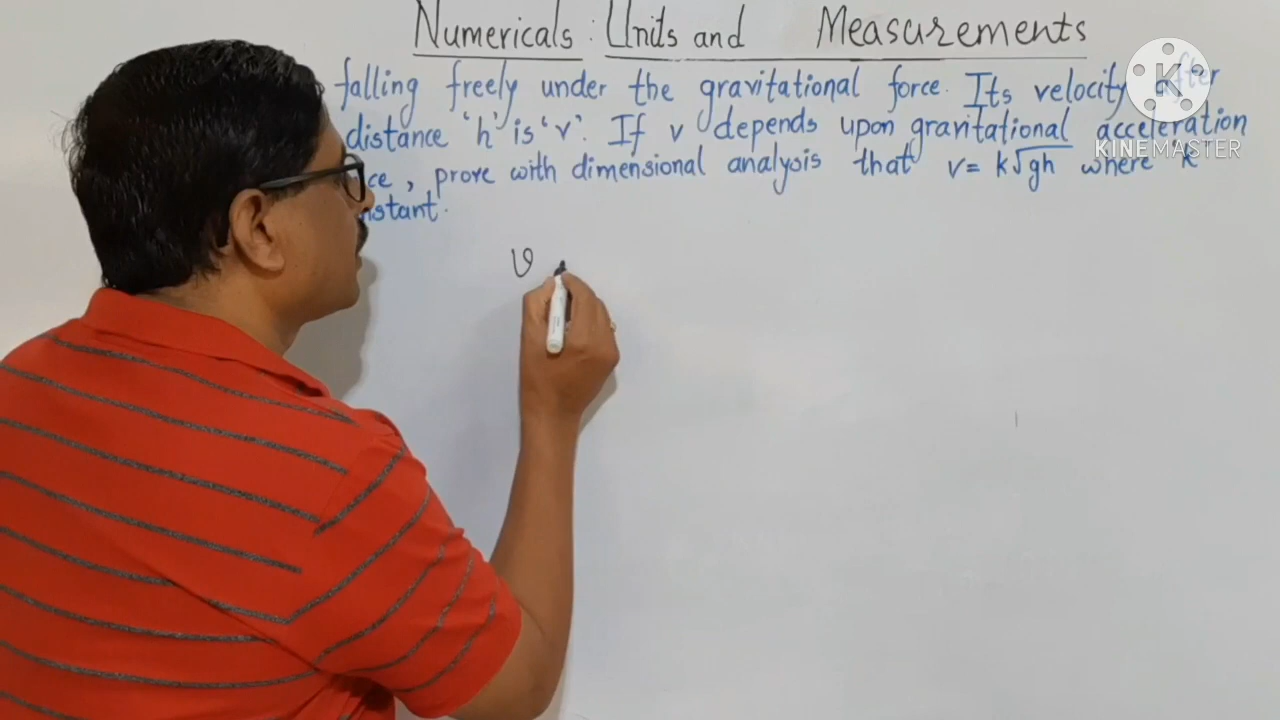 Numericals : Units and Measurements
falling freely under the gravitational force. Its velocity after
distance 'h' is 'v'. If v depends upon gravitational acceleration
, prove with dimensional analysis that v = k√gh where 'k'
v
K
KINEMASTER